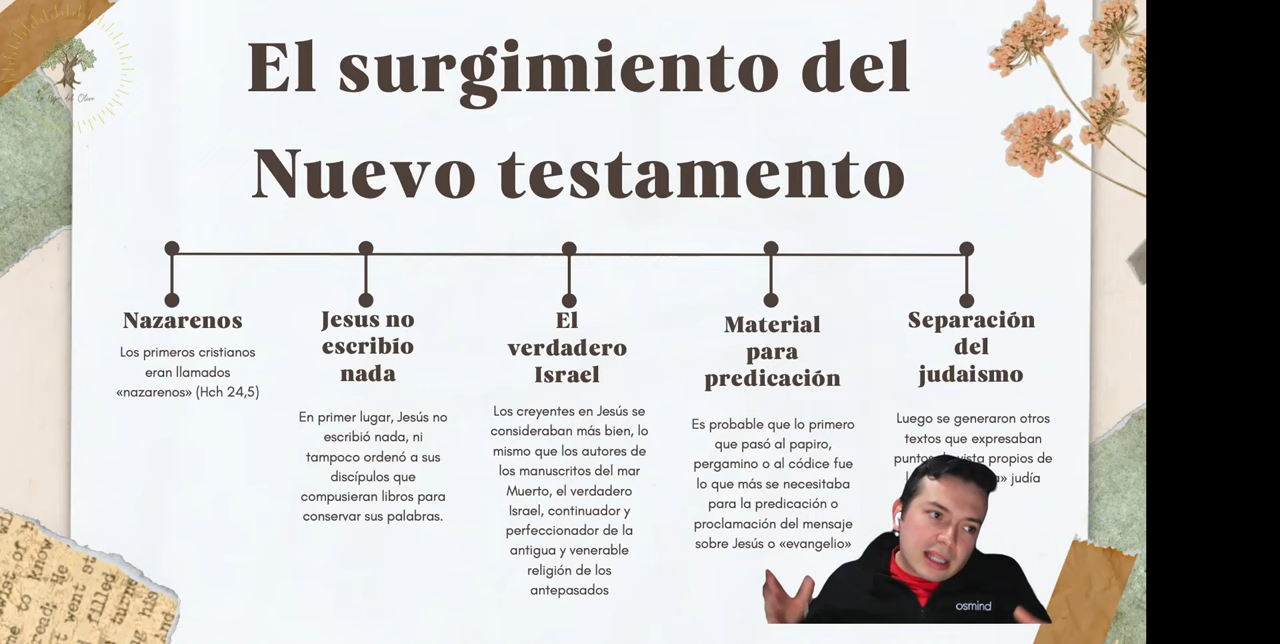 El surgimiento del
Nuevo testamento
Nazarenos
Los primeros cristianos
eran llamados
«nazarenos» (Hch 24,5)
Jesus no
escribío
nada
En primer lugar, Jesús no
escribió nada, ni
tampoco ordenó a sus
discípulos que
compusieran libros para
conservar sus palabras.
El
verdadero
Israel
Los creyentes en Jesús se
consideraban más bien, lo
mismo que los autores de
los manuscritos del mar
Muerto, el verdadero
Israel, continuador y
perfeccionador de la
antigua y venerable
religión de los
antepasados
Material
para
predicación
Es probable que lo primero
que pasó al papiro,
pergamino o al códice fue
lo que más se necesitaba
para la predicación o
proclamación del mensaje
sobre Jesús o «evangelio»
Separación
del
judaismo
Luego se generaron otros
textos que expresaban
puntos de vista propios de
judía
osmind